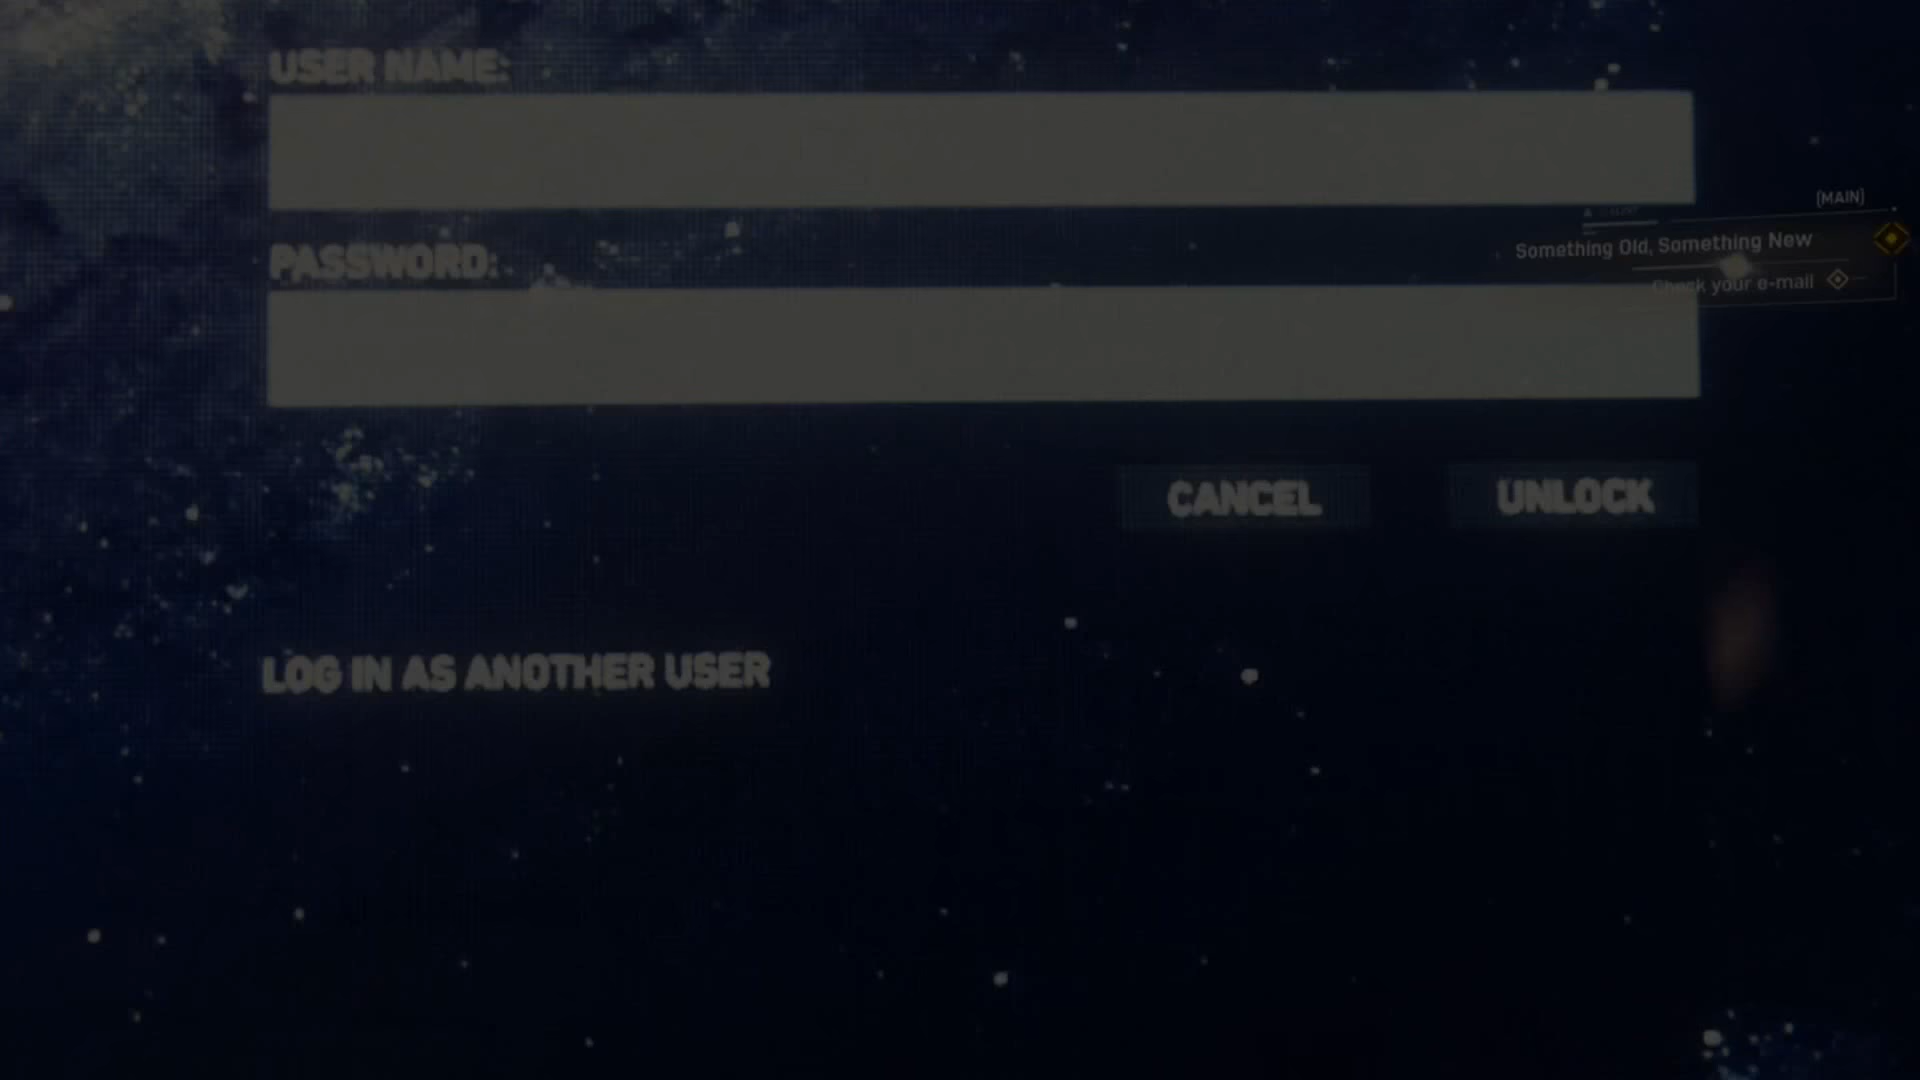 USER NAME:
(MAIN)
Something Old, Something New
PASSWORD:
Check your e-mail
CANCEL
UNLOCK
LOG IN AS ANOTHER USER